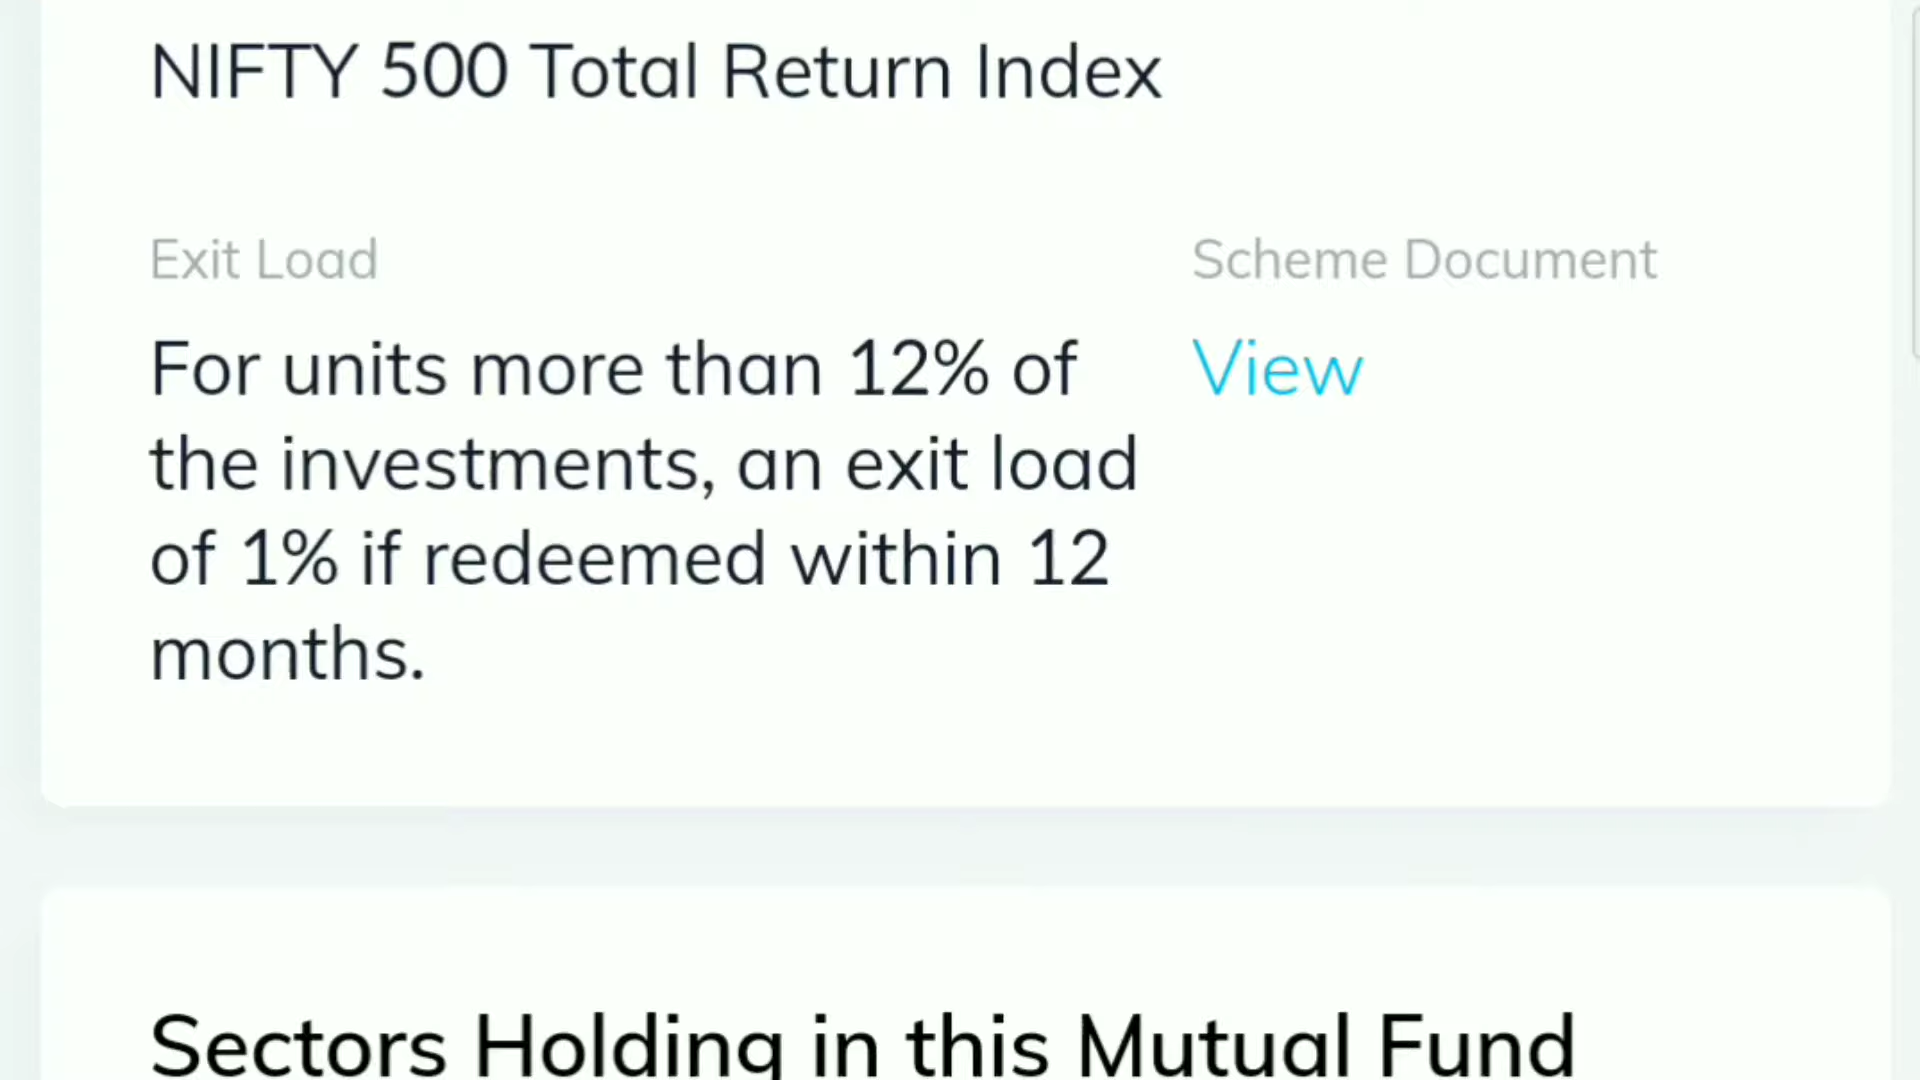 NIFTY 500 Total Return Index
Exit Load
For units more than 12% of
the investments, an exit load
of 1% if redeemed within 12
months.
Scheme Document
View
Sectors Holding in this Mutual Fund